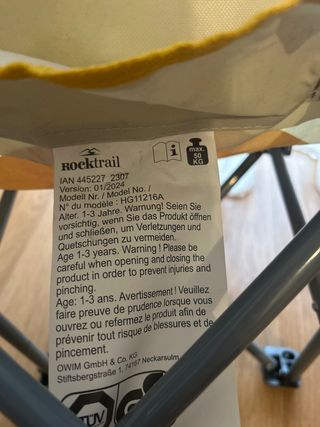 Rocktrail
max.
50
KG
IAN 445227_2307
Version: 01/2024
Nr / Model No. /
N° du modèle : HG11216A
Alter. 1-3 Jahre. Warnung! Seien Sie
vorsichtig, wenn Sie das Produkt öffnen
und schließen, um Verletzungen und
Quetschungen zu vermeiden.
Age 1-3 years. Warning! Please be
careful when opening and closing the
product in order to prevent injuries and
pinching.
Age: 1-3 ans. Avertissement! Veuillez
faire preuve de prudence lorsque vous
ouvrez ou refermez le produit afin de
prévenir tout risque de blessures et de
pincement.
OWIM GmbH & Co. KG
Stiftsbergstraße 1, 74167 Neckarsulm
TÜV